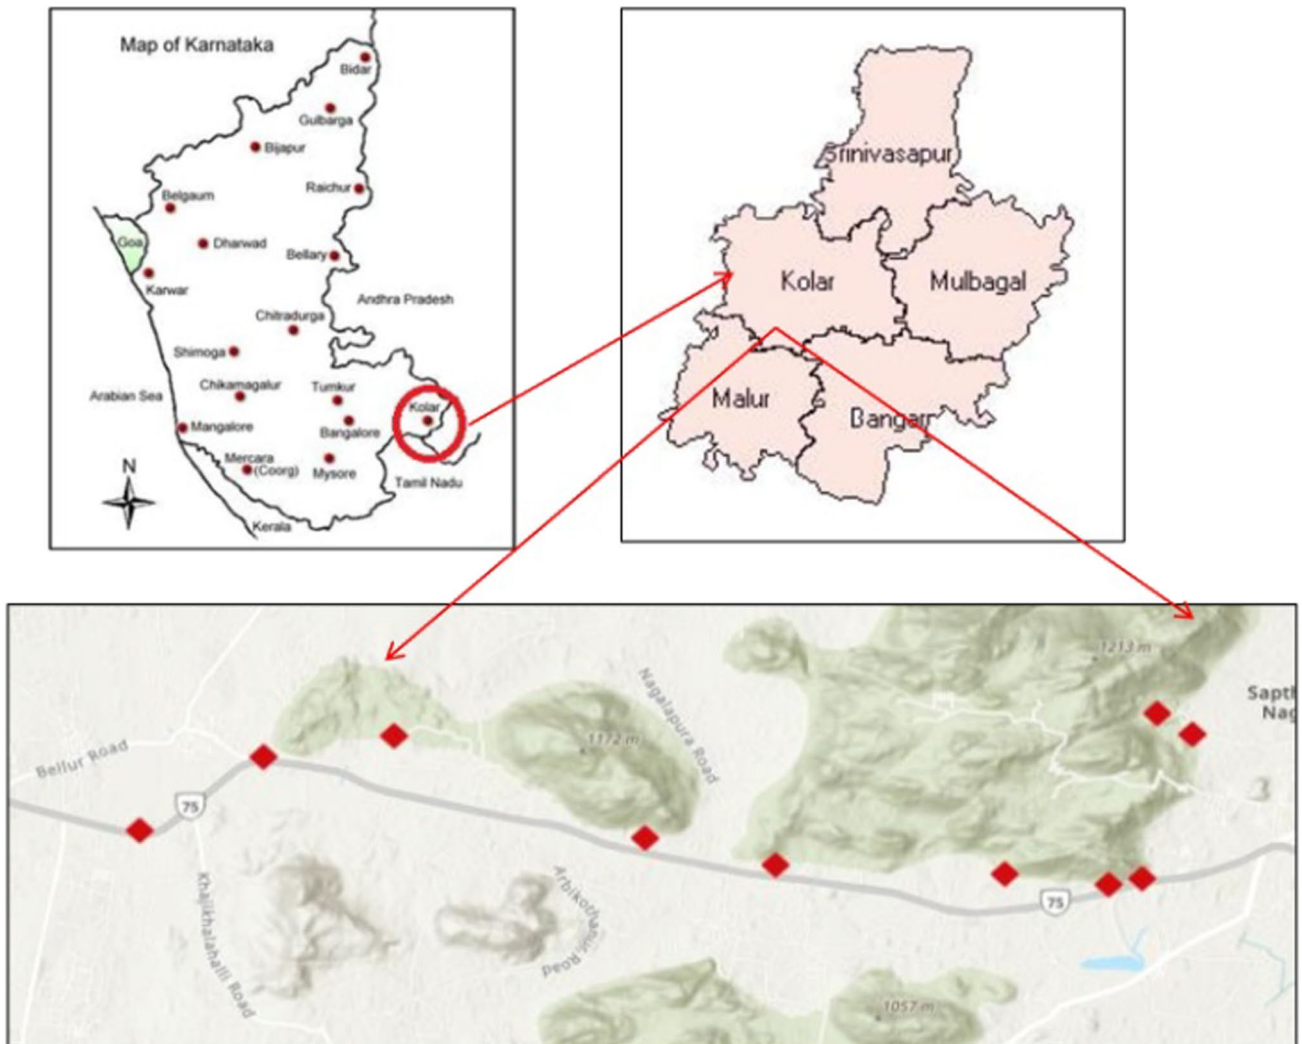 Map of Karnataka
Bidar
Gulbarga
Bijapur
Raichur
Belgaum
Goa
Dharwad
Bellary
Karwar
Andhra Pradesh
Chitradurga
Shimoga
Chikamagalur
Tumkur
Arabian Sea
Kolar
Mangalore
Bangalore
Mercara
(Coorg)
Mysore
N
Tamil Nadu
Kerala
Srinivasapur
Kolar
Mulbagal
Malur
Bangarr
1213 m
Sapth
Nag
Nagalapura Road
1172 m
Bellur Road
75
Khajikhalahalli Road
Arbikothanur Road
75
1057 m